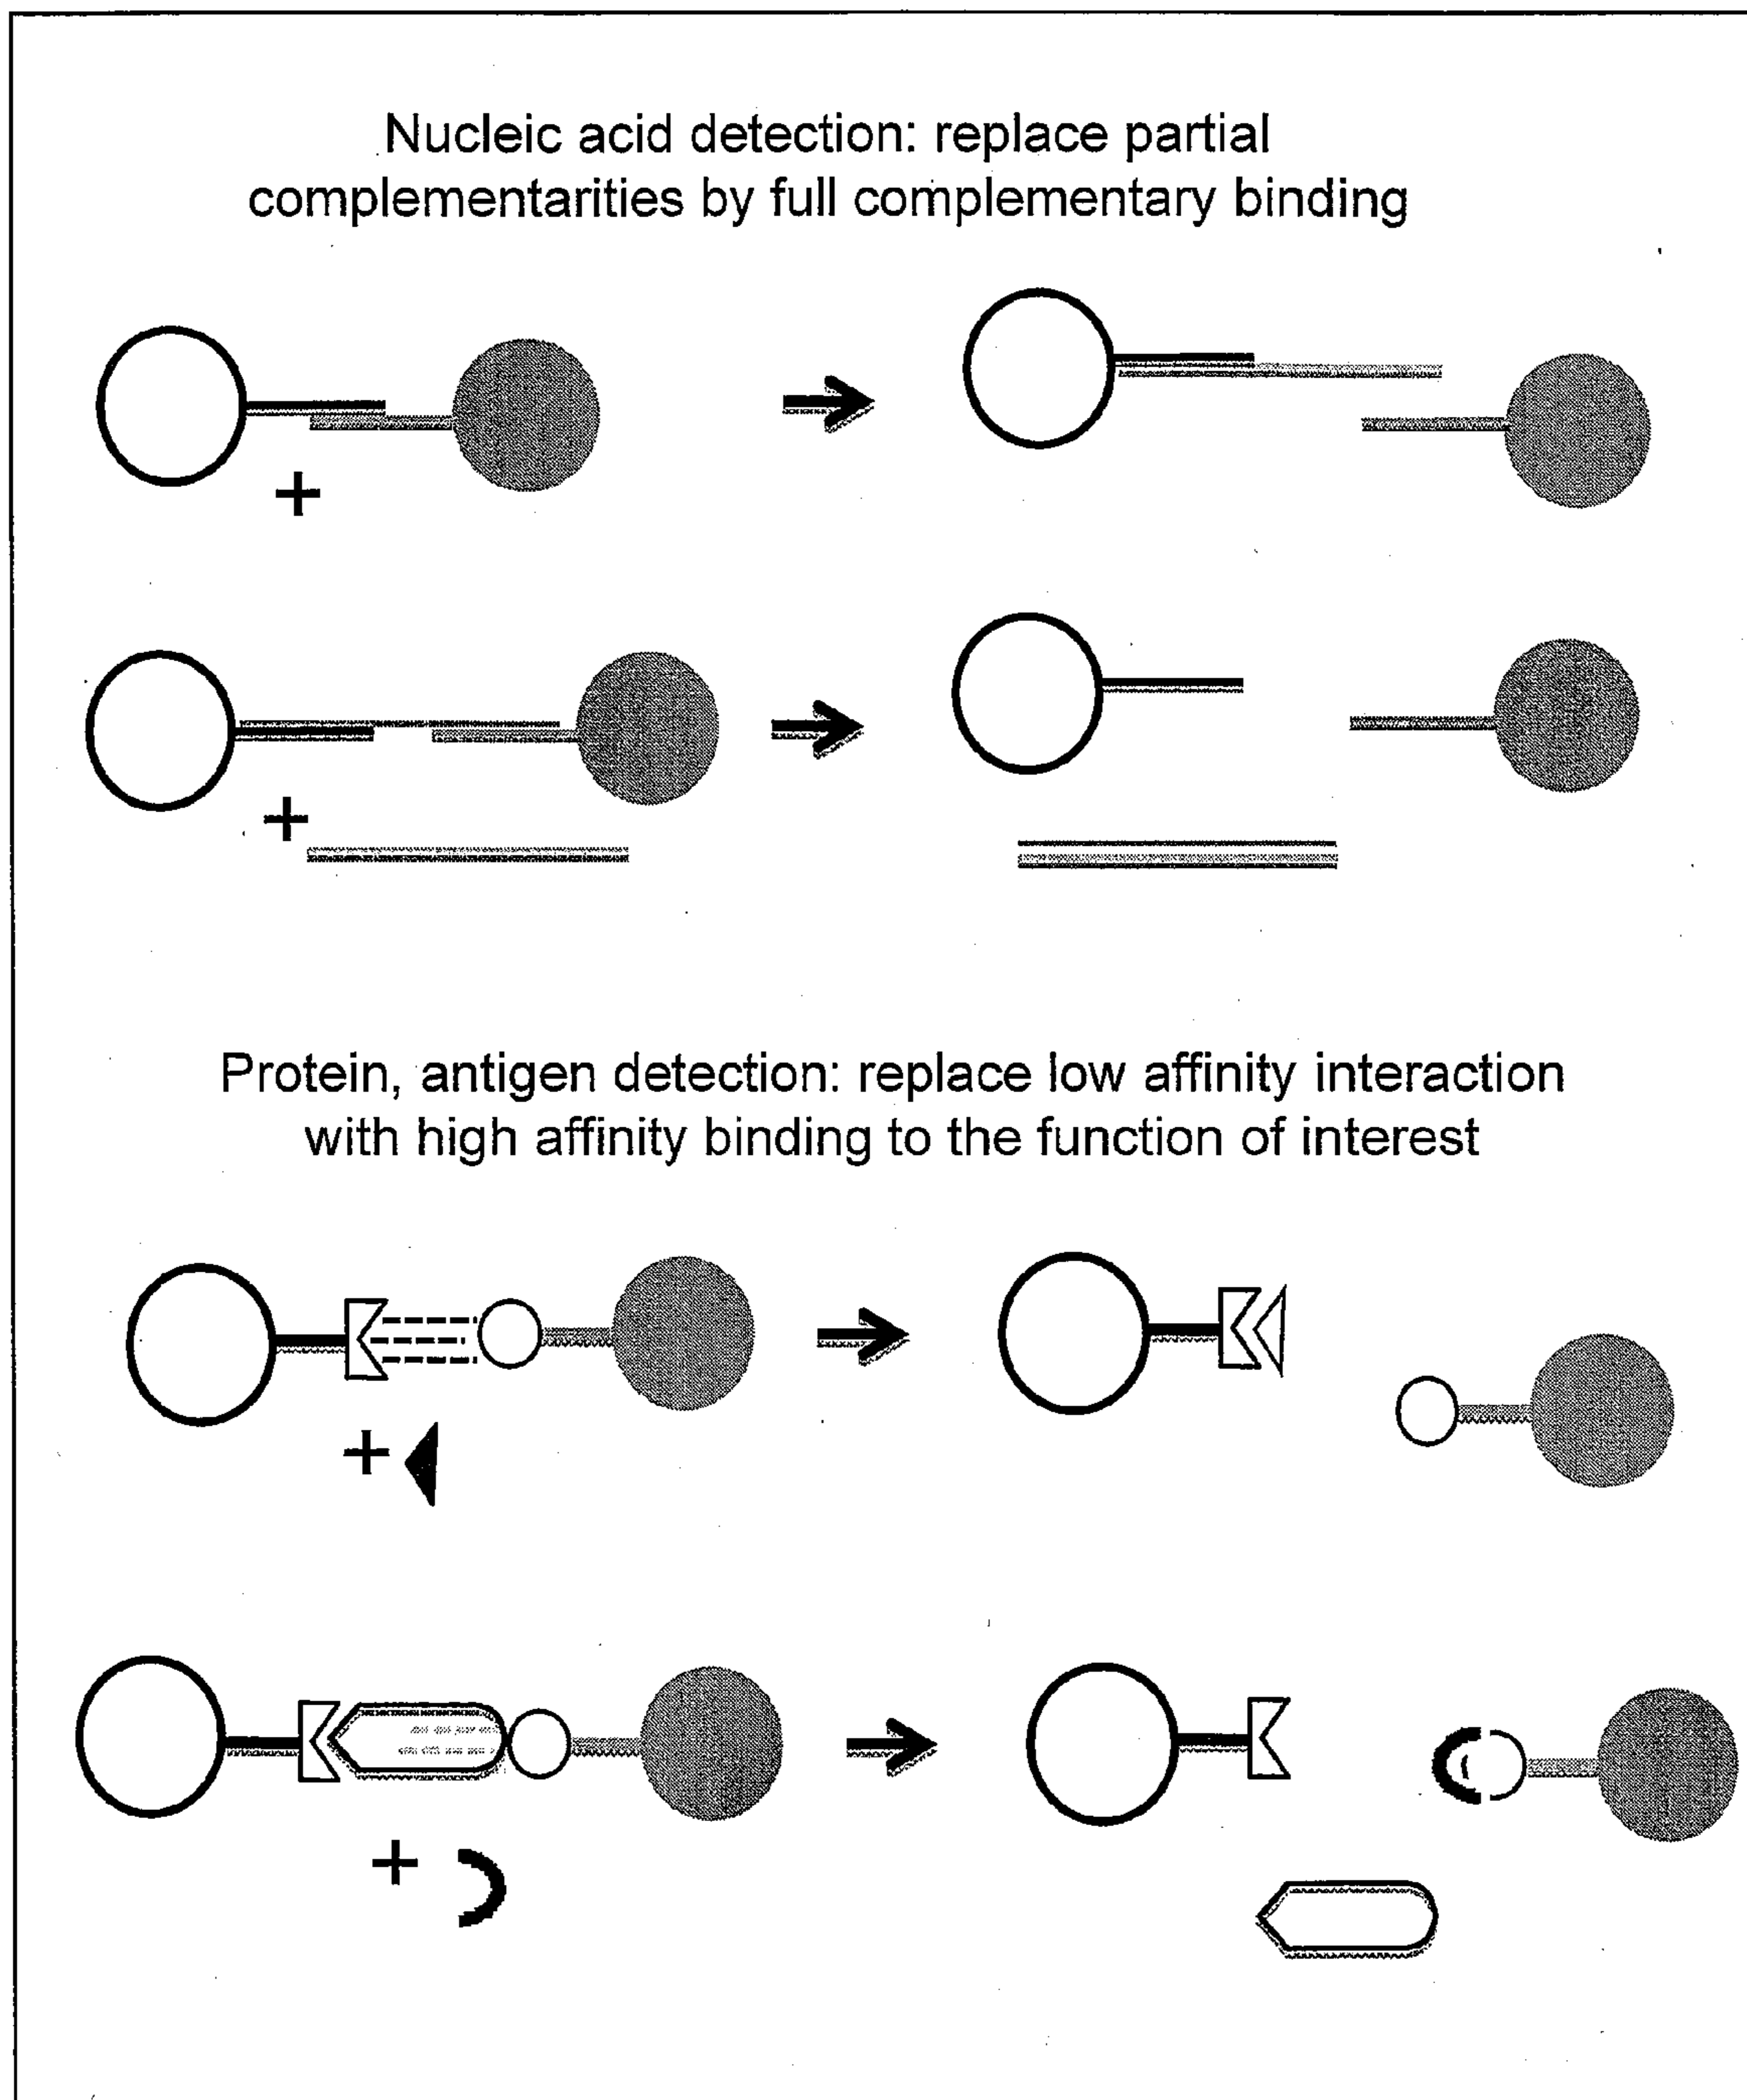 Nucleic acid detection: replace partial
complementarities by full complementary binding
+
+
Protein, antigen detection: replace low affinity interaction
with high affinity binding to the function of interest
+
+